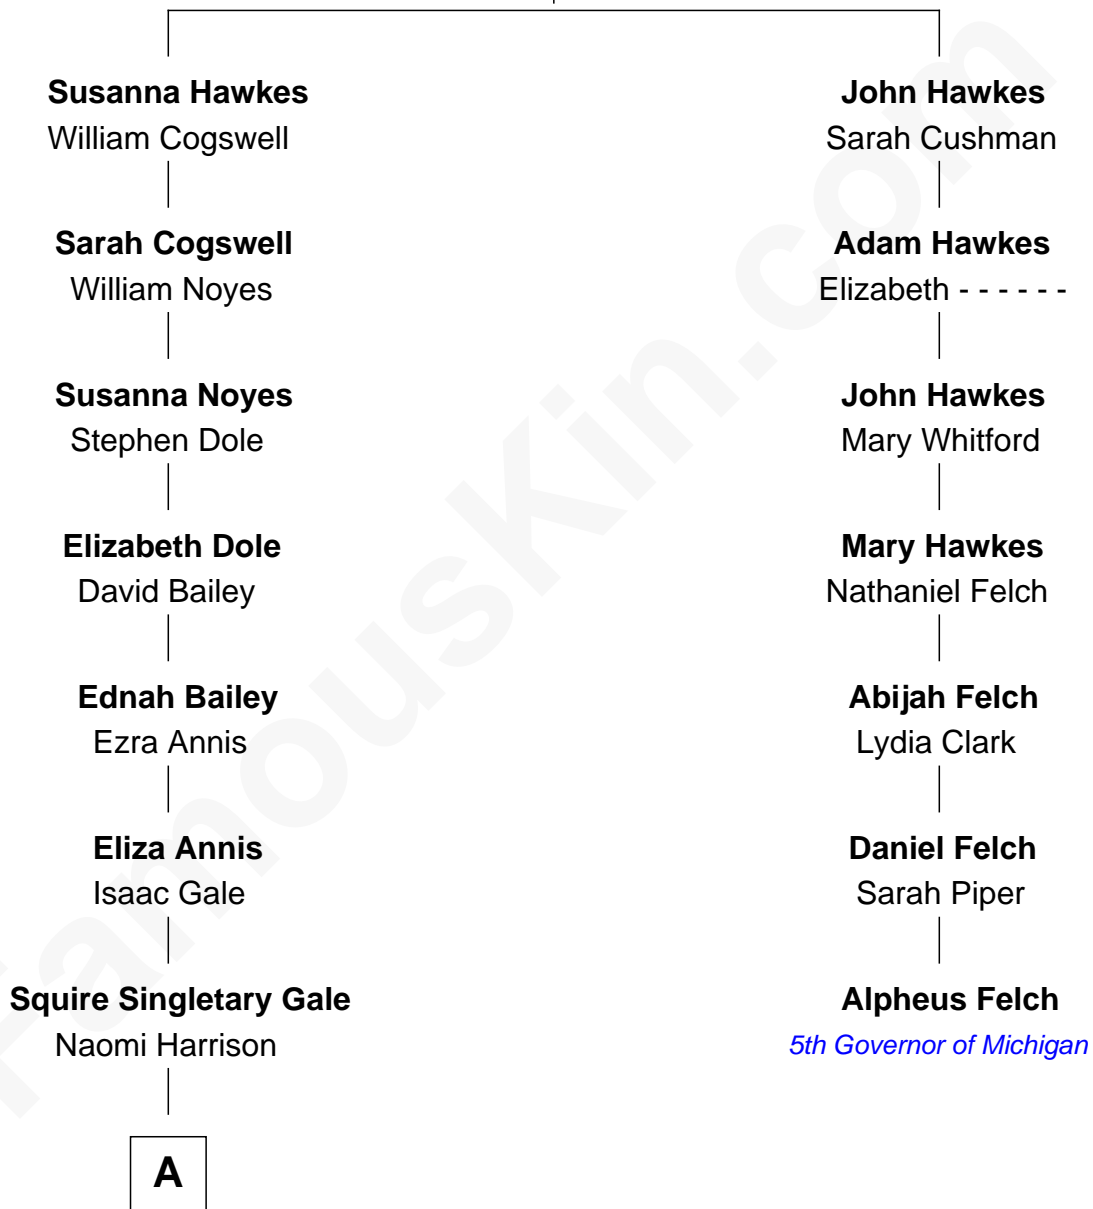 Susanna Hawkes
William Cogswell
John Hawkes
Sarah Cushman
Sarah Cogswell
William Noyes
Adam Hawkes
Elizabeth - - - - - -
Susanna Noyes
Stephen Dole
John Hawkes
Mary Whitford
Elizabeth Dole
David Bailey
Mary Hawkes
Nathaniel Felch
Ednah Bailey
Ezra Annis
Abijah Felch
Lydia Clark
Eliza Annis
Isaac Gale
Daniel Felch
Sarah Piper
Squire Singletary Gale
Naomi Harrison
Alpheus Felch
5th Governor of Michigan
A
FamousKin.com